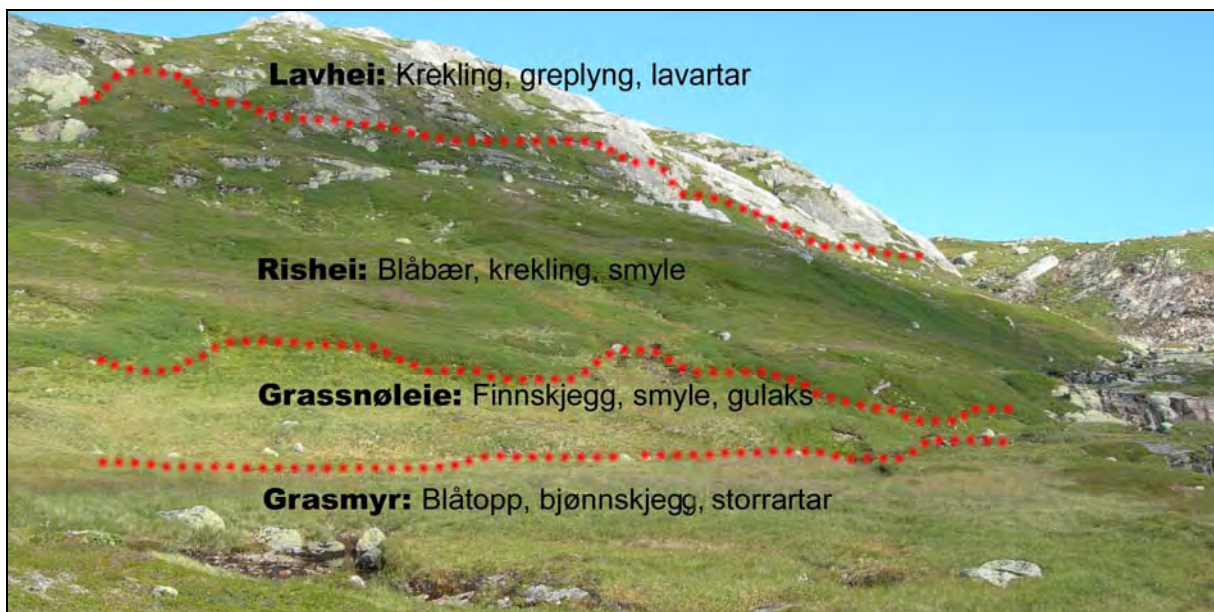 Lavhei: Krekling, greplyng, lavartar
Rishei: Blåbær, krekling, smyle
Grassnøleie: Finnskjegg, smyle, gulaks
Grasmyr: Blåtopp, bjønnskjegg, storrartar